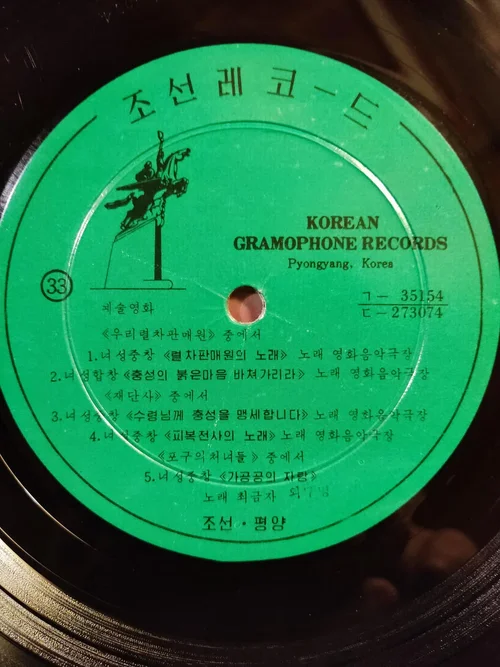 조선레코ー드
KOREAN
GRAMOPHONE RECORDS
Pyongyang, Korea
33
ㄱ— 35154
ㄷ—273074
예술영화
《우리렬차판매원》 중에서
1.녀성중창 《렬차판매원의 노래》 노래 영화음악극장
2.녀성합창 《충성의 붉은마음 바쳐가리라》 노래 영화음악극장
《재단사》 중에서
3.녀성중창 《수령님께 충성을 맹세합니다》 노래 영화음악극장
4.녀성중창 《피복전사의 노래》 노래 영화음악극장
《포구의처녀들》 중에서
5.녀성중창 《가공공의 자랑》
노래 최금자
조선·평양